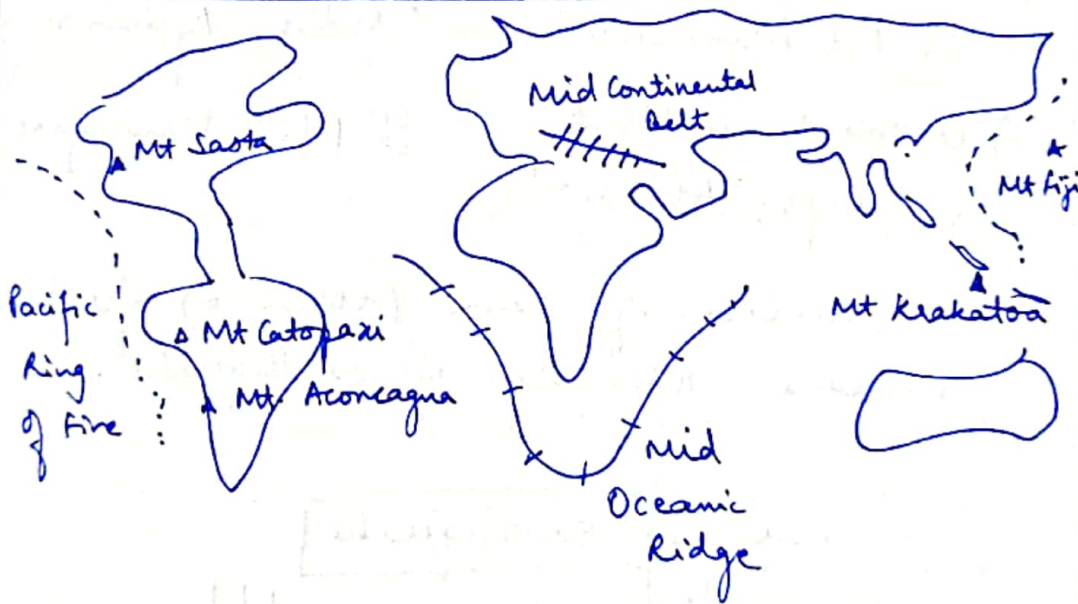 Mid Continental
Belt
Mt Sasta
Mt Fiji
Pacific
Ring
of Fire
Mt Catopaxi
Mt Krakatoa
Mt. Aconcagua
Mid
Oceanic
Ridge